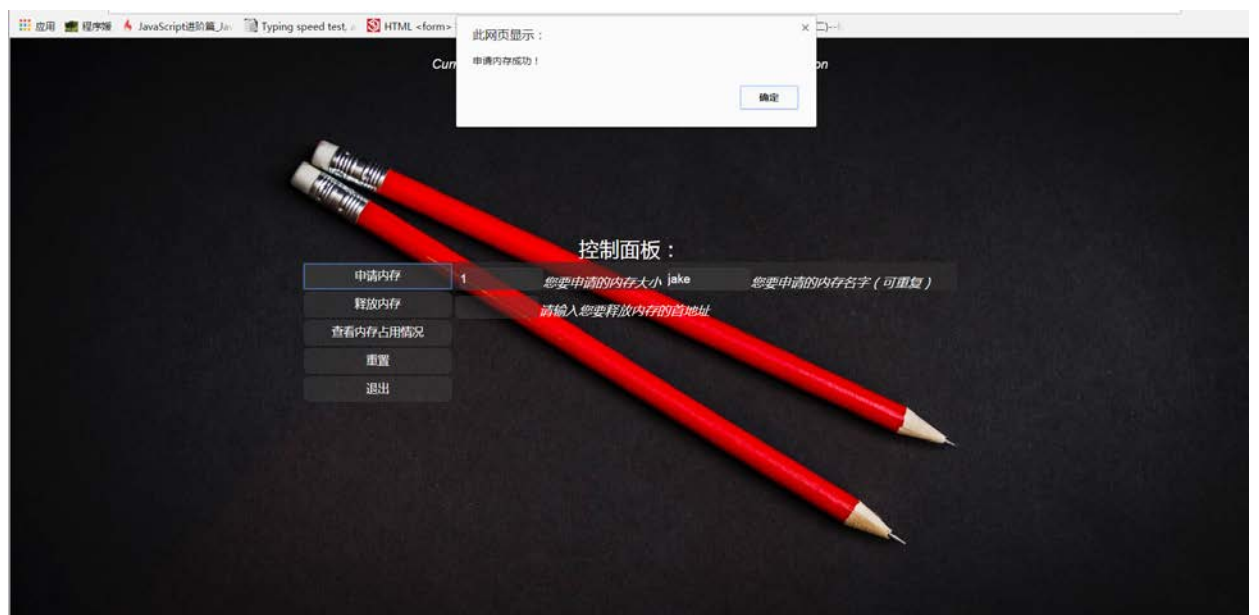 应用 程序媛 JavaScript进阶篇_Jav Typing speed test, HTML <form>
此网页显示：
申请内存成功！
确定
控制面板：
申请内存 1 您要申请的内存大小 jake 您要申请的内存名字（可重复）
释放内存 请输入您要释放内存的首地址
查看内存占用情况
重置
退出